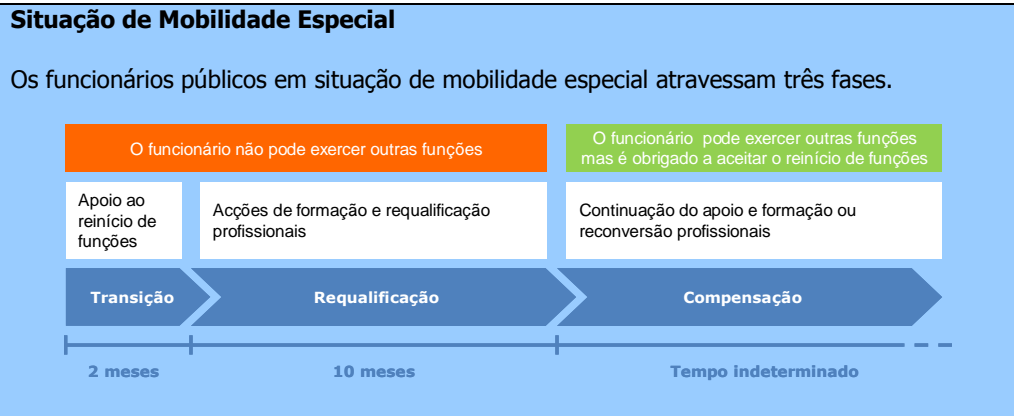 Situação de Mobilidade Especial
Os funcionários públicos em situação de mobilidade especial atravessam três fases.
O funcionário não pode exercer outras funções
O funcionário pode exercer outras funções
mas é obrigado a aceitar o reinício de funções
Apoio ao
reinício de
funções
Acções de formação e requalificação
profissionais
Continuação do apoio e formação ou
reconversão profissionais
Transição
Requalificação
Compensação
2 meses
10 meses
Tempo indeterminado